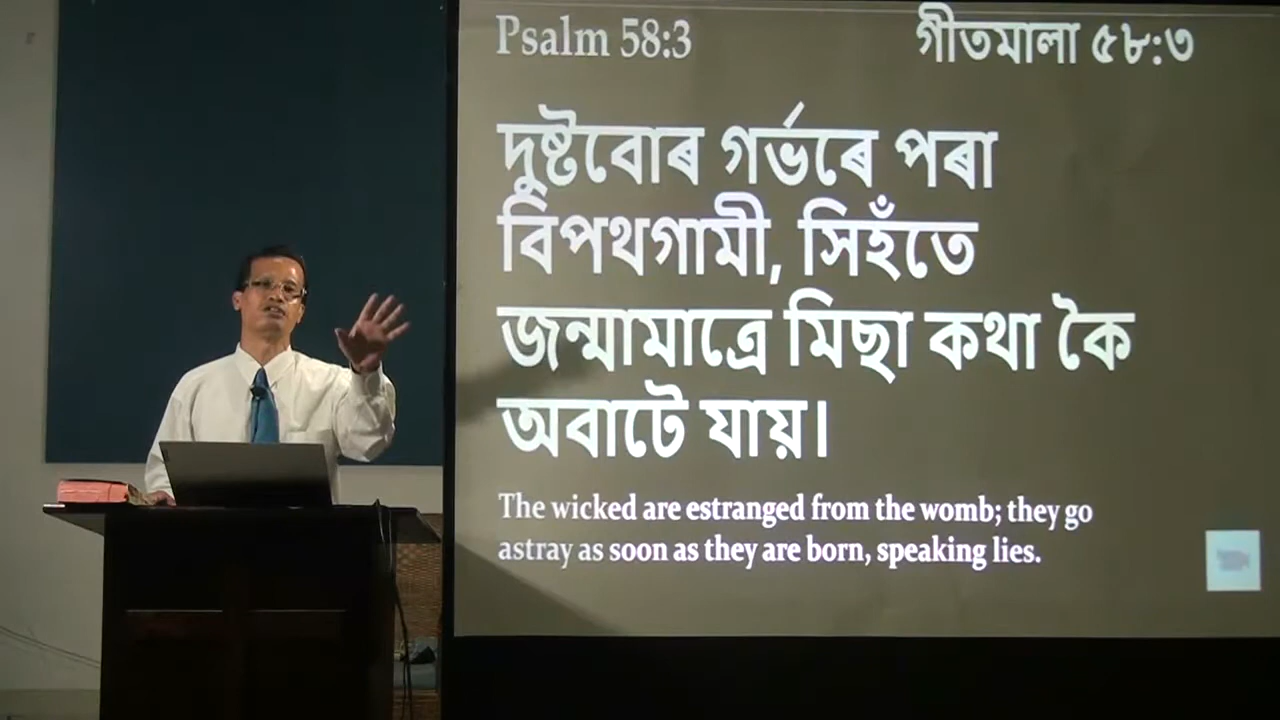 Psalm 58:3
গীতমালা ৫৮:৩
দুষ্টবোৰ গৰ্ভৰে পৰা
বিপথগামী, সিহঁতে
জন্মামাত্ৰে মিছা কথা কৈ
অবাটে যায়।
The wicked are estranged from the womb; they go
astray as soon as they are born, speaking lies.